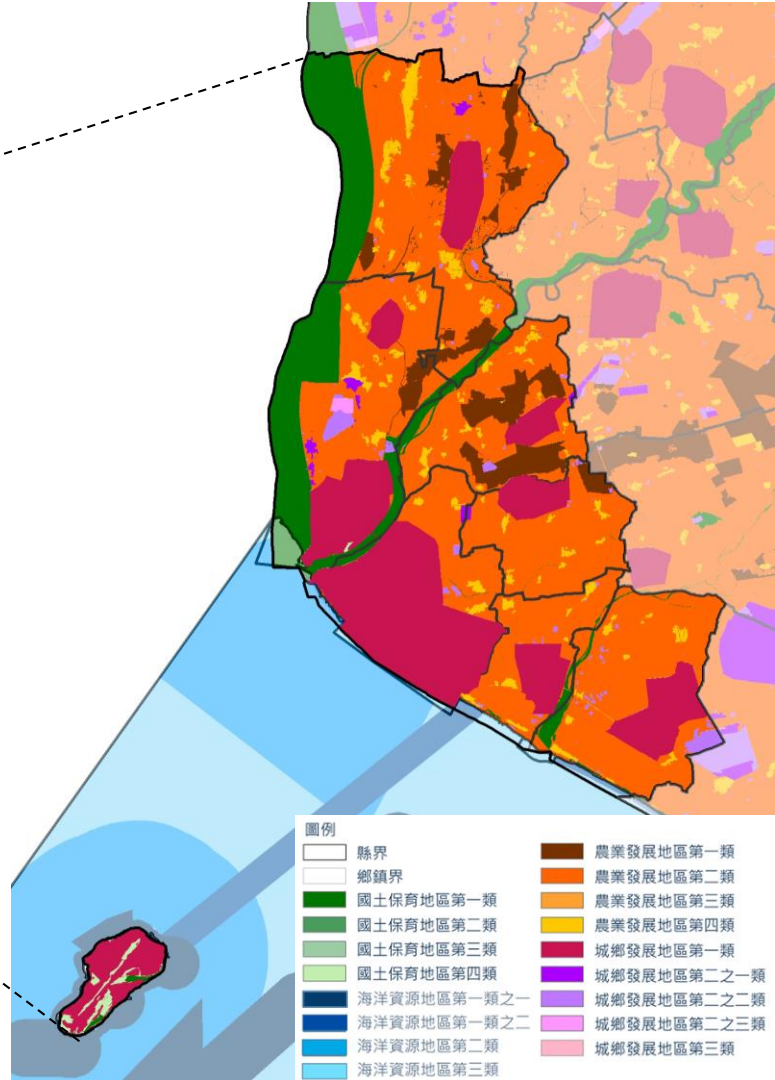 圖例
縣界
鄉鎮界
國土保育地區第一類
國土保育地區第二類
國土保育地區第三類
國土保育地區第四類
海洋資源地區第一類之一
海洋資源地區第一類之二
海洋資源地區第二類
海洋資源地區第三類
農業發展地區第一類
農業發展地區第二類
農業發展地區第三類
農業發展地區第四類
城鄉發展地區第一類
城鄉發展地區第二之一類
城鄉發展地區第二之二類
城鄉發展地區第二之三類
城鄉發展地區第三類